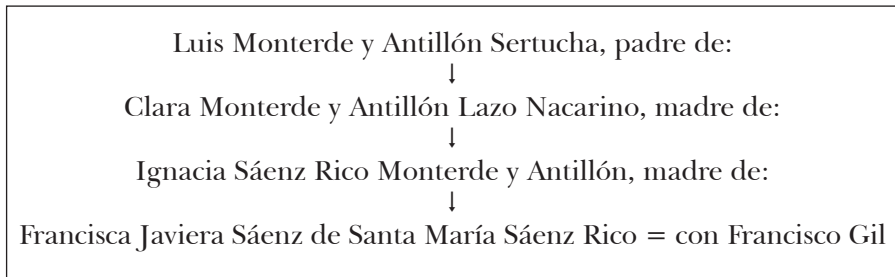 Luis Monterde y Antillón Sertucha, padre de:
↓
Clara Monterde y Antillón Lazo Nacarino, madre de:
↓
Ignacia Sáenz Rico Monterde y Antillón, madre de:
↓
Francisca Javiera Sáenz de Santa María Sáenz Rico = con Francisco Gil